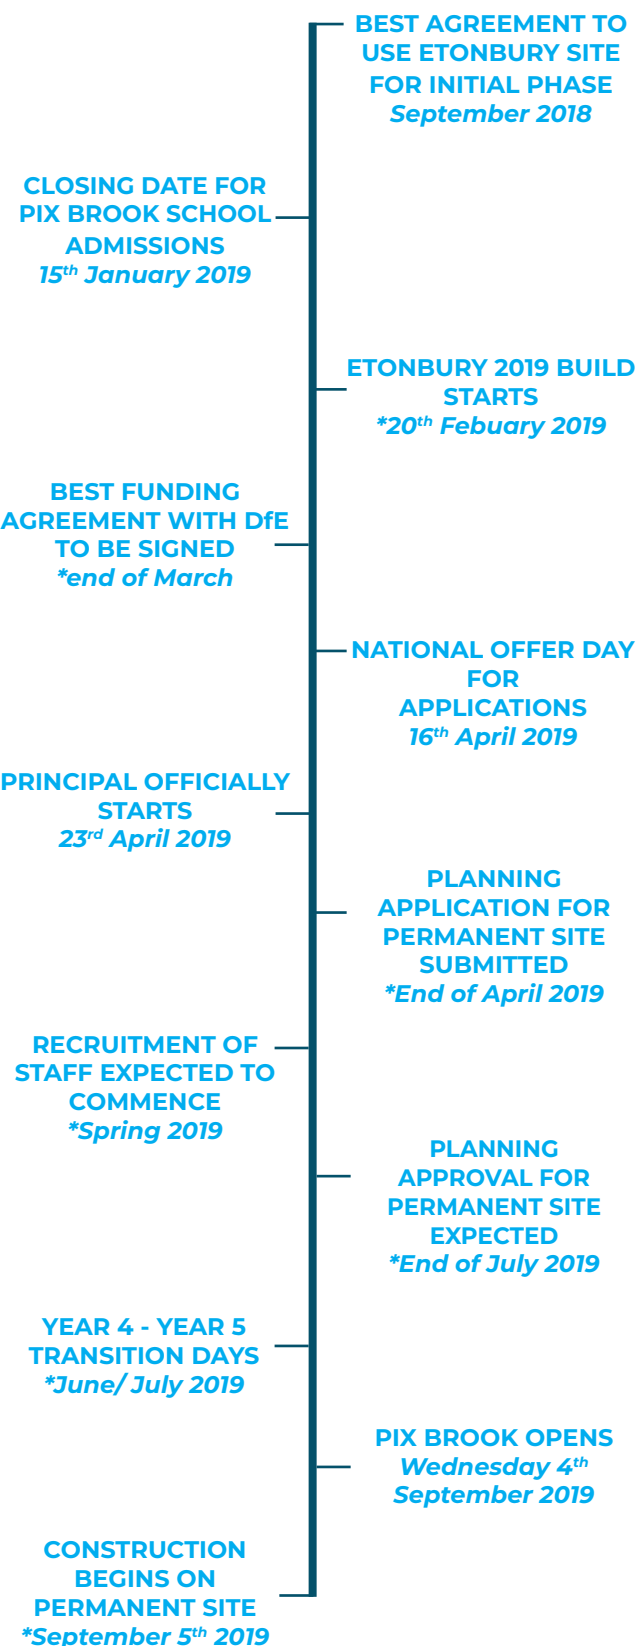 BEST AGREEMENT TO
USE ETONBURY SITE
FOR INITIAL PHASE
September 2018
CLOSING DATE FOR
PIX BROOK SCHOOL
ADMISSIONS
15th January 2019
ETONBURY 2019 BUILD
STARTS
*20th Febuary 2019
BEST FUNDING
AGREEMENT WITH DfE
TO BE SIGNED
*end of March
NATIONAL OFFER DAY
FOR
APPLICATIONS
16th April 2019
PRINCIPAL OFFICIALLY
STARTS
23rd April 2019
PLANNING
APPLICATION FOR
PERMANENT SITE
SUBMITTED
*End of April 2019
RECRUITMENT OF
STAFF EXPECTED TO
COMMENCE
*Spring 2019
PLANNING
APPROVAL FOR
PERMANENT SITE
EXPECTED
*End of July 2019
YEAR 4 - YEAR 5
TRANSITION DAYS
*June/ July 2019
PIX BROOK OPENS
Wednesday 4th
September 2019
CONSTRUCTION
BEGINS ON
PERMANENT SITE
*September 5th 2019